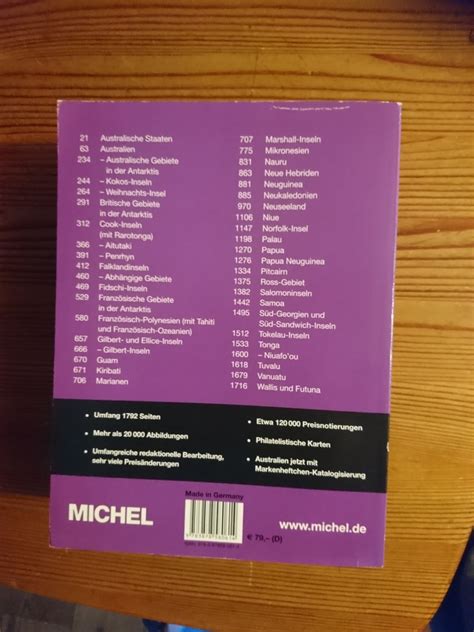 21 Australische Staaten
63 Australien
234 – Australische Gebiete
in der Antarktis
244 – Kokos-Inseln
264 – Weihnachts-Insel
291 Britische Gebiete
in der Antarktis
312 Cook-Inseln
(mit Rarotonga)
366 – Aitutaki
391 – Penrhyn
412 Falklandinseln
460 – Abhängige Gebiete
469 Fidschi-Inseln
529 Französische Gebiete
in der Antarktis
580 Französisch-Polynesien (mit Tahiti
und Französisch-Ozeanien)
657 Gilbert- und Ellice-Inseln
666 – Gilbert-Inseln
670 Guam
671 Kiribati
706 Marianen
707 Marshall-Inseln
775 Mikronesien
831 Nauru
863 Neue Hebriden
881 Neuguinea
885 Neukaledonien
970 Neuseeland
1106 Niue
1147 Norfolk-Insel
1198 Palau
1270 Papua
1276 Papua Neuguinea
1334 Pitcairn
1375 Ross-Gebiet
1382 Salomoninseln
1442 Samoa
1495 Süd-Georgien und
Süd-Sandwich-Inseln
1512 Tokelau-Inseln
1533 Tonga
1600 – Niuafo'ou
1618 Tuvalu
1679 Vanuatu
1716 Wallis und Futuna
• Umfang 1792 Seiten
• Mehr als 20 000 Abbildungen
• Umfangreiche redaktionelle Bearbeitung,
sehr viele Preisänderungen
• Etwa 120 000 Preisnotierungen
• Philatelistische Karten
• Australien jetzt mit
Markenheftchen-Katalogisierung
Made in Germany
MICHEL
www.michel.de
€ 79,– (D)